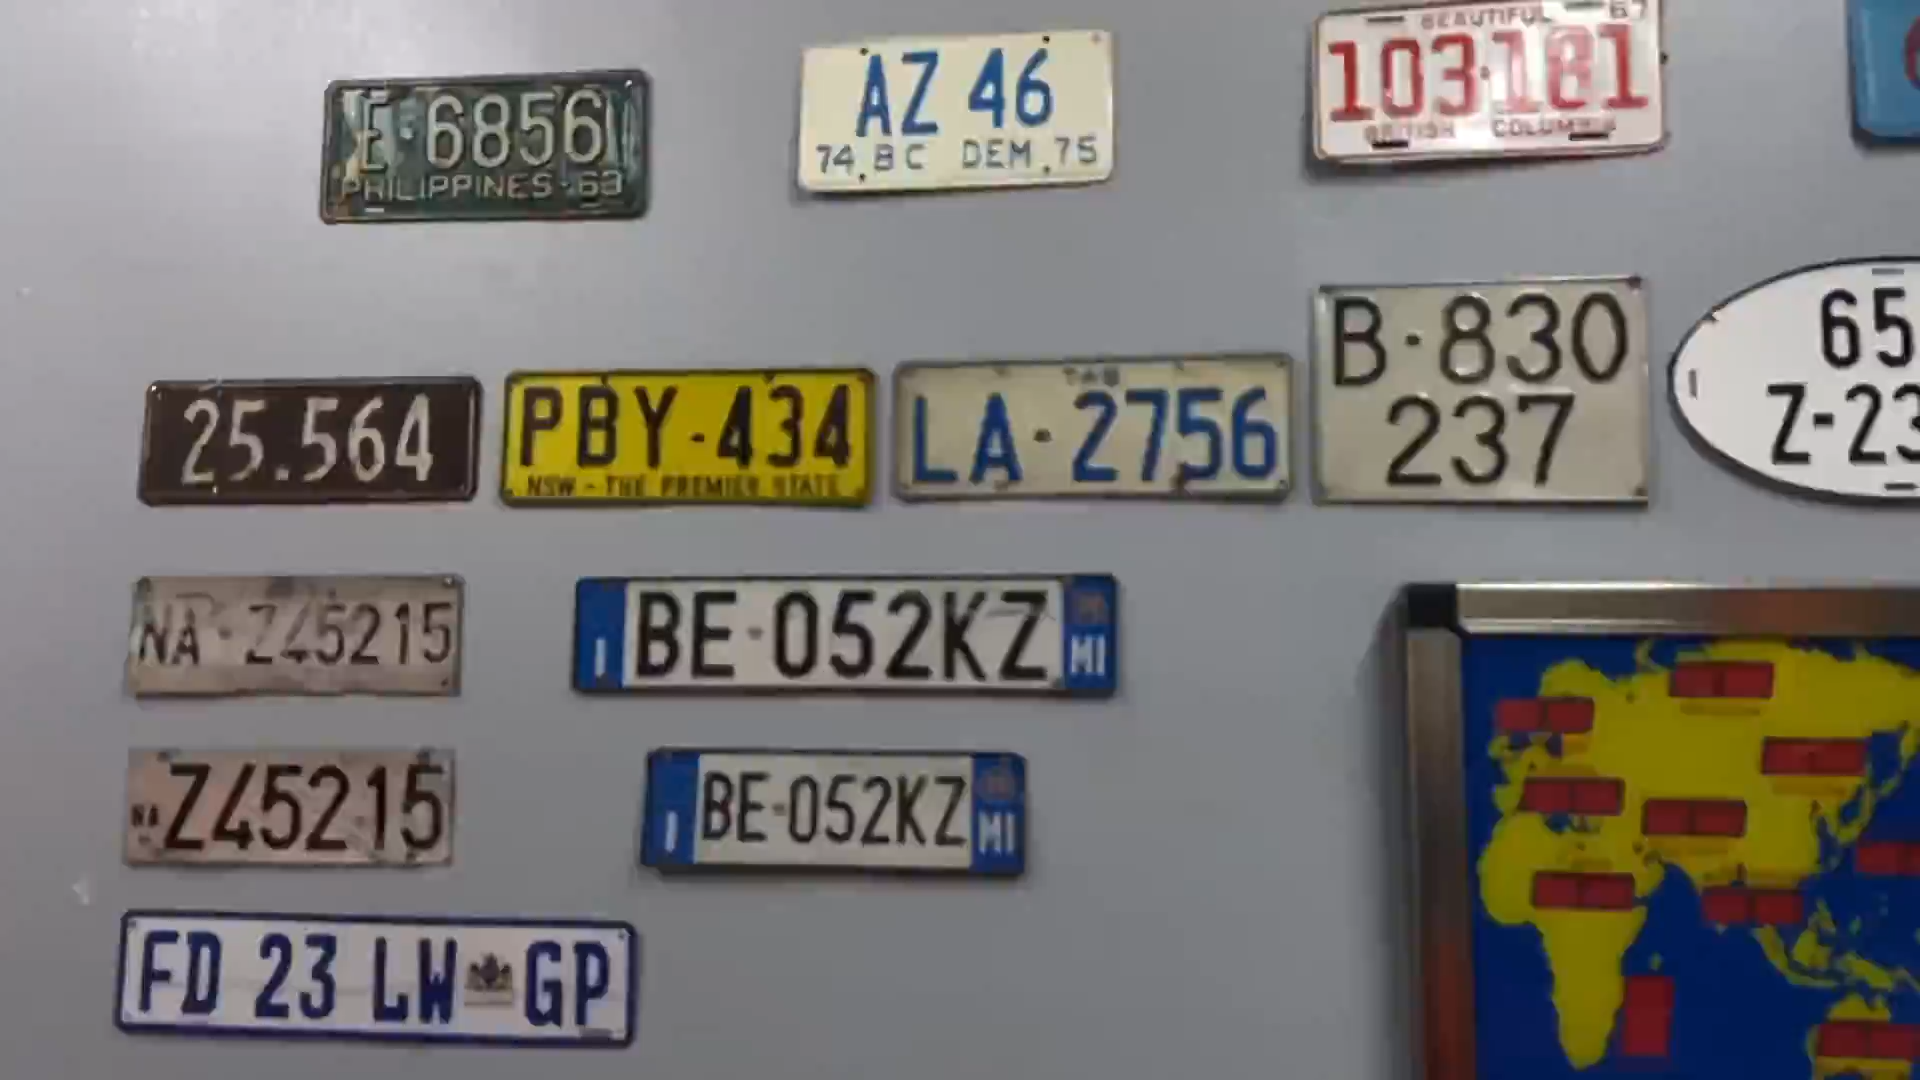 E·6856
PHILIPPINES·63
AZ 46
74 BC DEM 75
BEAUTIFUL 67
103·181
BRITISH COLUMBIA
25.564
PBY·434
NSW - THE PREMIER STATE
TAS
LA·2756
B·830
237
65
Z-23
NA·Z45215
I BE·052KZ MI
NA Z45215
I BE·052KZ MI
FD 23 LW GP